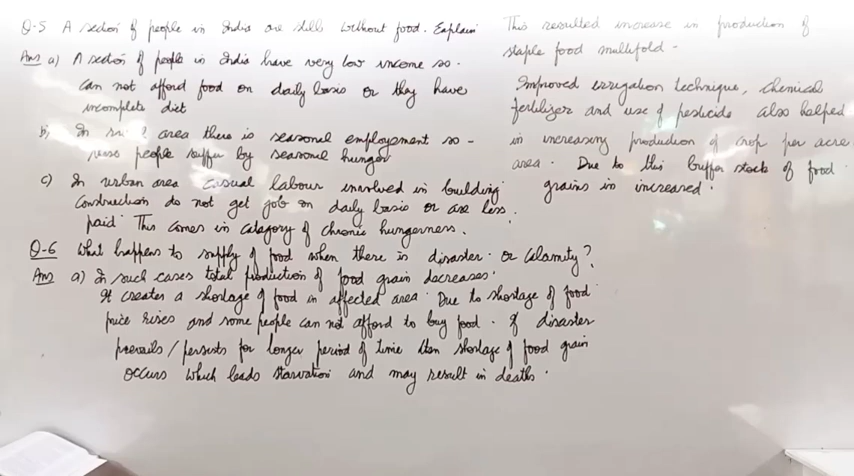 Q-5 A section of people in India are still without food. Explain
Ans a) A section of people in India have very low income so
can not afford food on daily basis or they have
incomplete diet
b) In area there is seasonal employement so
people suffer by seasonal hunger
c) In urban area casual labour involved in building
construction do not get job on daily basis or are less
paid. This comes in category of chronic hungerness.
Q-6 What happens to supply of food when there is disaster or calamity?
Ans a) In such cases total production of food grain decreases.
It creates a shortage of food in affected area. Due to shortage of food
price rises and some people can not afford to buy food. If disaster
prevails/persists for longer period of time then shortage of food grain
occurs which leads starvation and may result in deaths.
This resulted increase in production of
staple food multifold -
Improved irrigation technique, chemical
fertilizer and use of pesticide also helped
in increasing production of crop per acre
area. Due to this buffer stock of food
grains is increased.